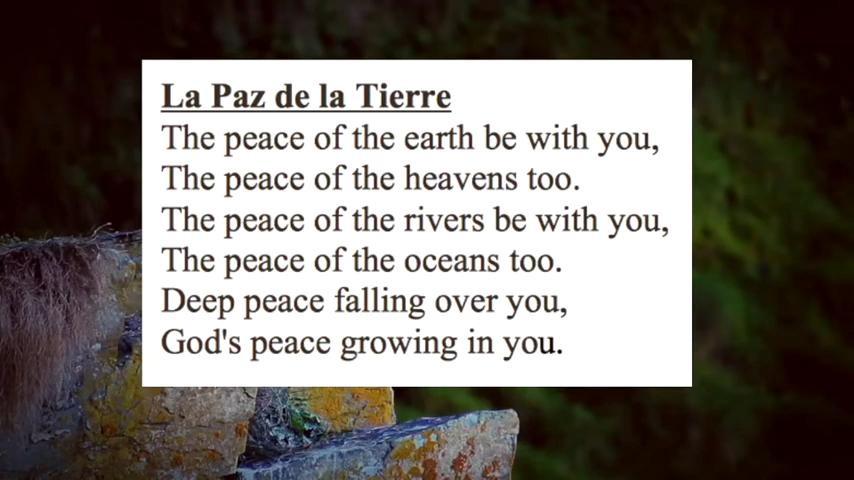 La Paz de la Tierre
The peace of the earth be with you,
The peace of the heavens too.
The peace of the rivers be with you,
The peace of the oceans too.
Deep peace falling over you,
God's peace growing in you.